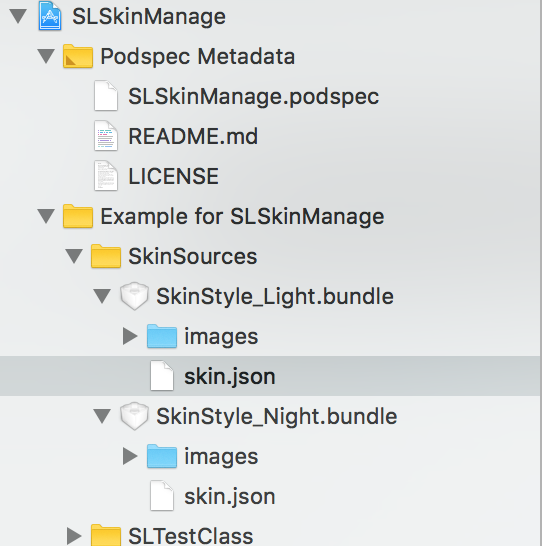 SLSkinManage
Podspec Metadata
SLSkinManage.podspec
README.md
LICENSE
Example for SLSkinManage
SkinSources
SkinStyle_Light.bundle
images
skin.json
SkinStyle_Night.bundle
images
skin.json
SLTestClass